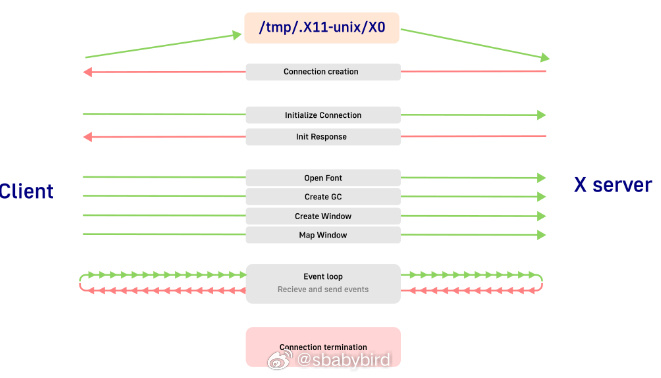 /tmp/.X11-unix/X0
Connection creation
Initialize Connection
Init Response
Client
X server
Open Font
Create GC
Create Window
Map Window
Event loop
Recieve and send events
Connection termination
@sbabybird